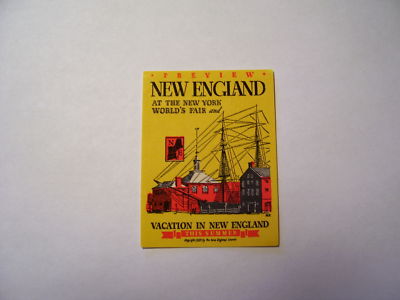 • PREVIEW •
NEW ENGLAND
AT THE NEW YORK
WORLD'S FAIR and
N
E
VACATION IN NEW ENGLAND
THIS SUMMER